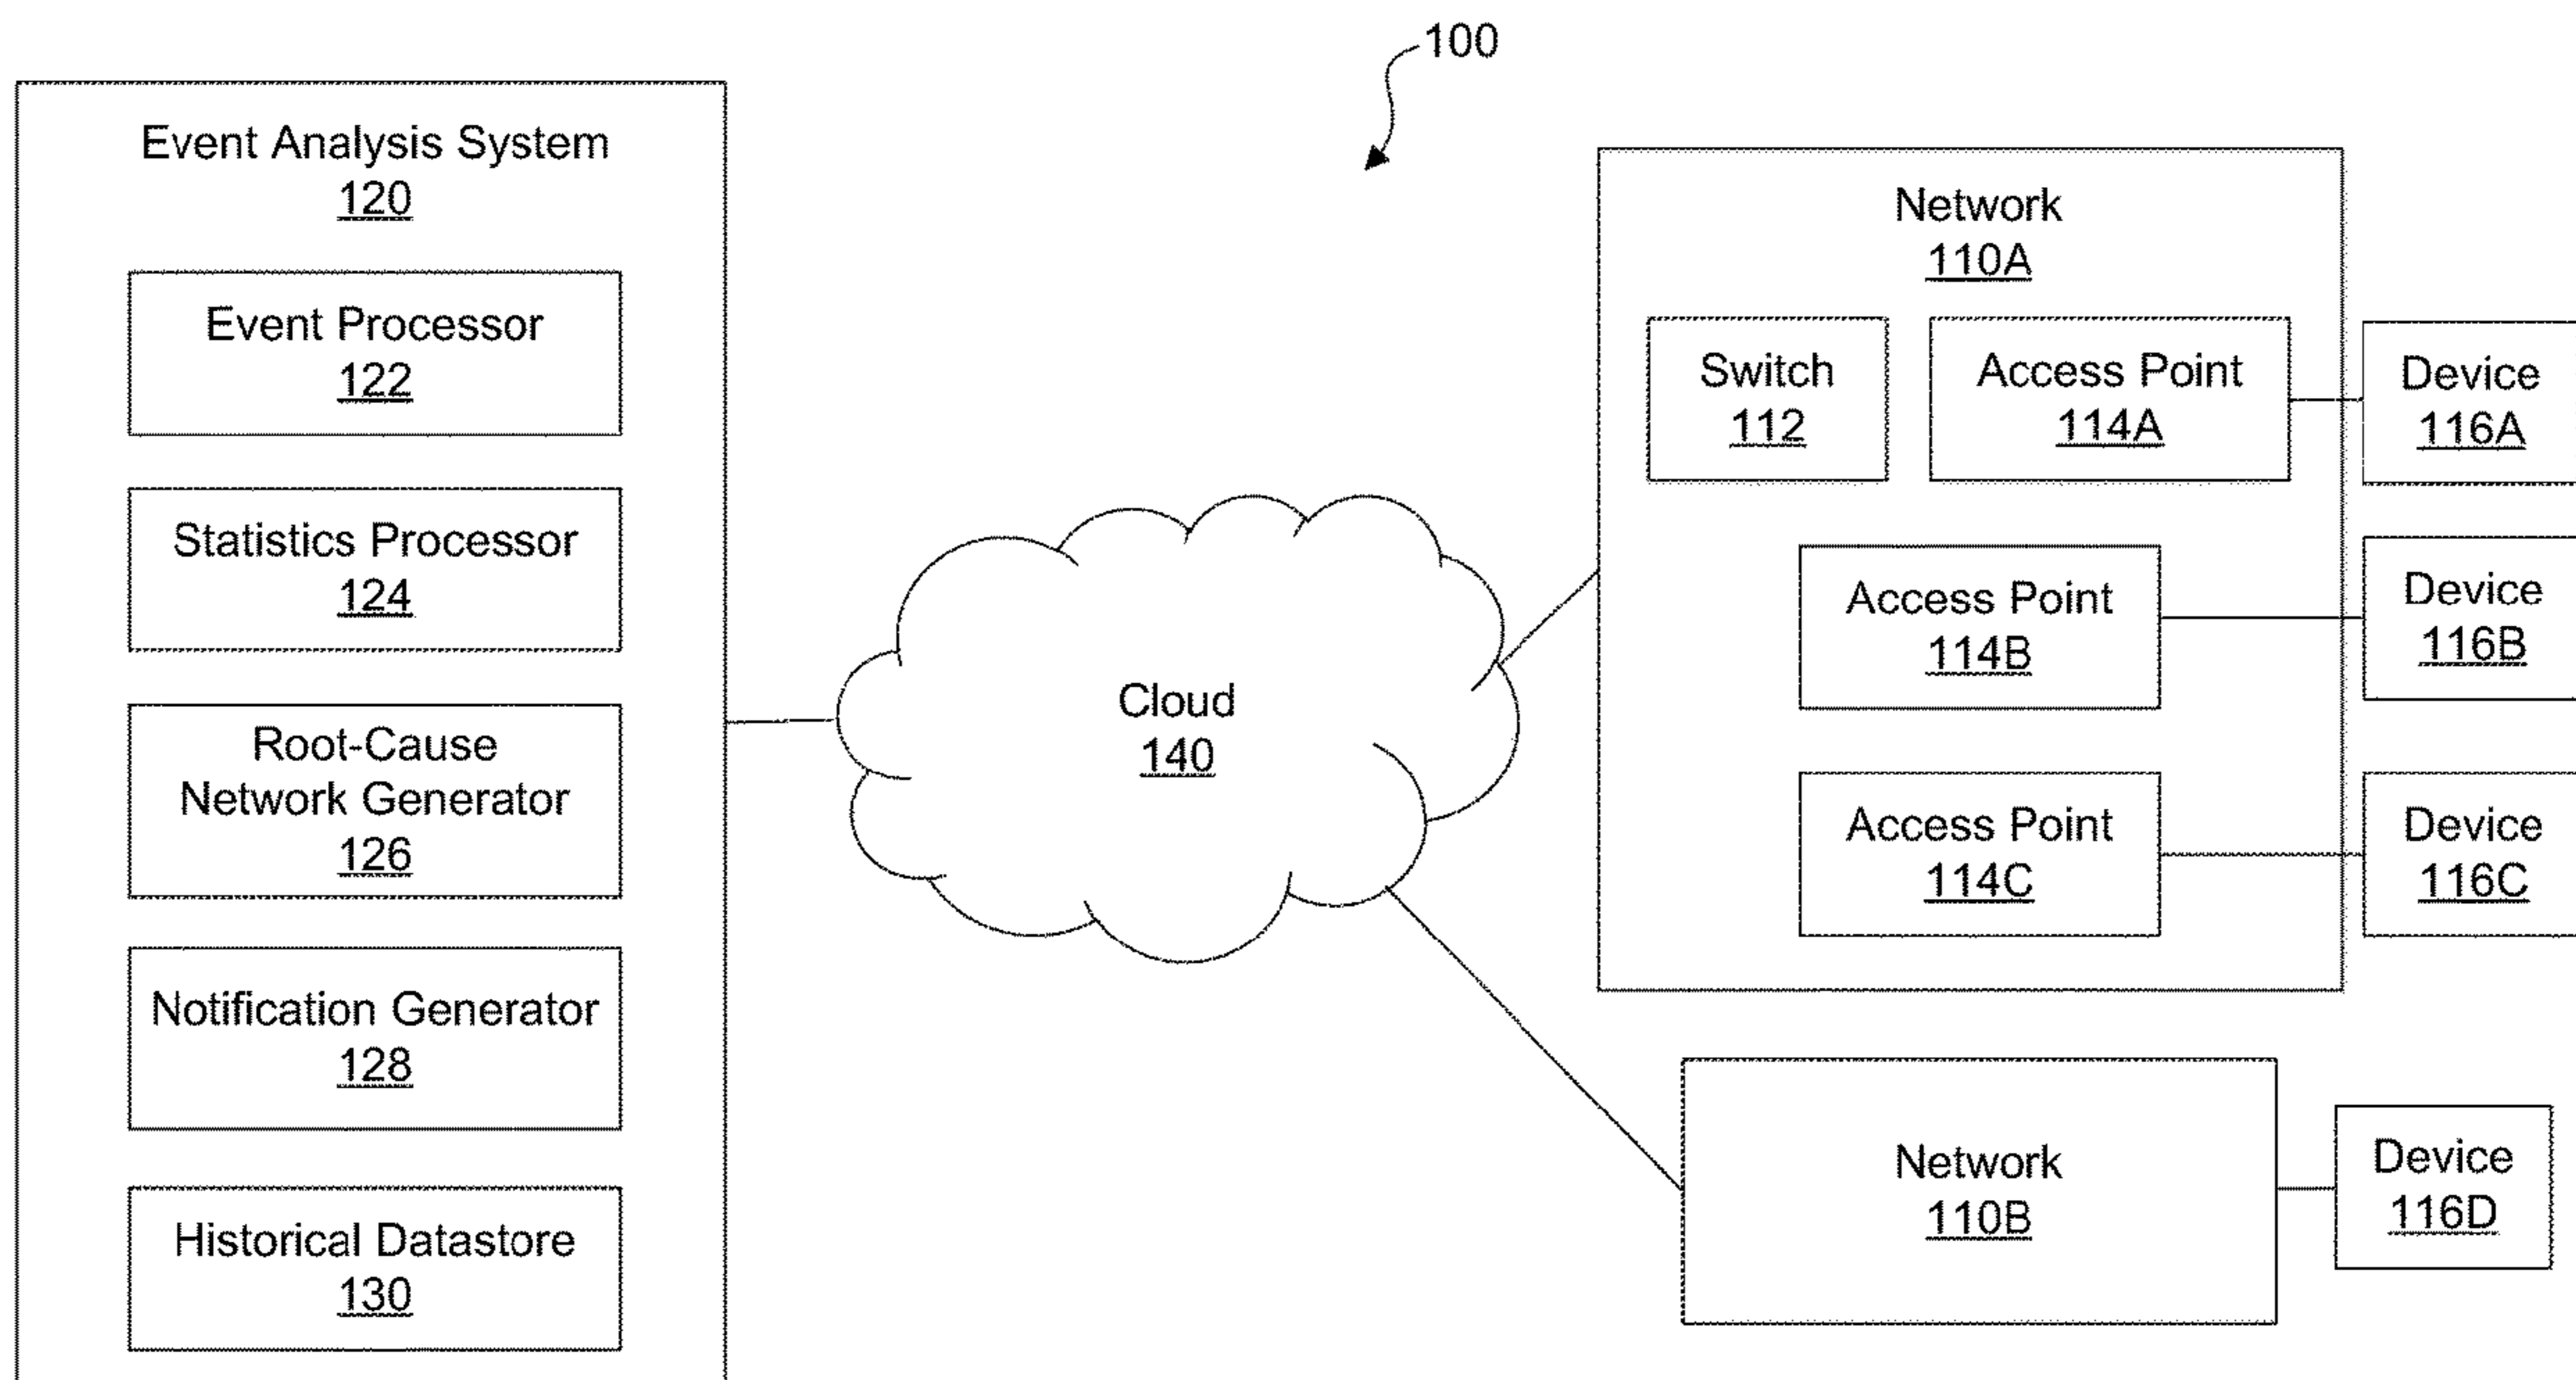 100
Event Analysis System
120
Event Processor
122
Statistics Processor
124
Root-Cause
Network Generator
126
Notification Generator
128
Historical Datastore
130
Cloud
140
Network
110A
Switch
112
Access Point
114A
Device
116A
Access Point
114B
Device
116B
Access Point
114C
Device
116C
Network
110B
Device
116D